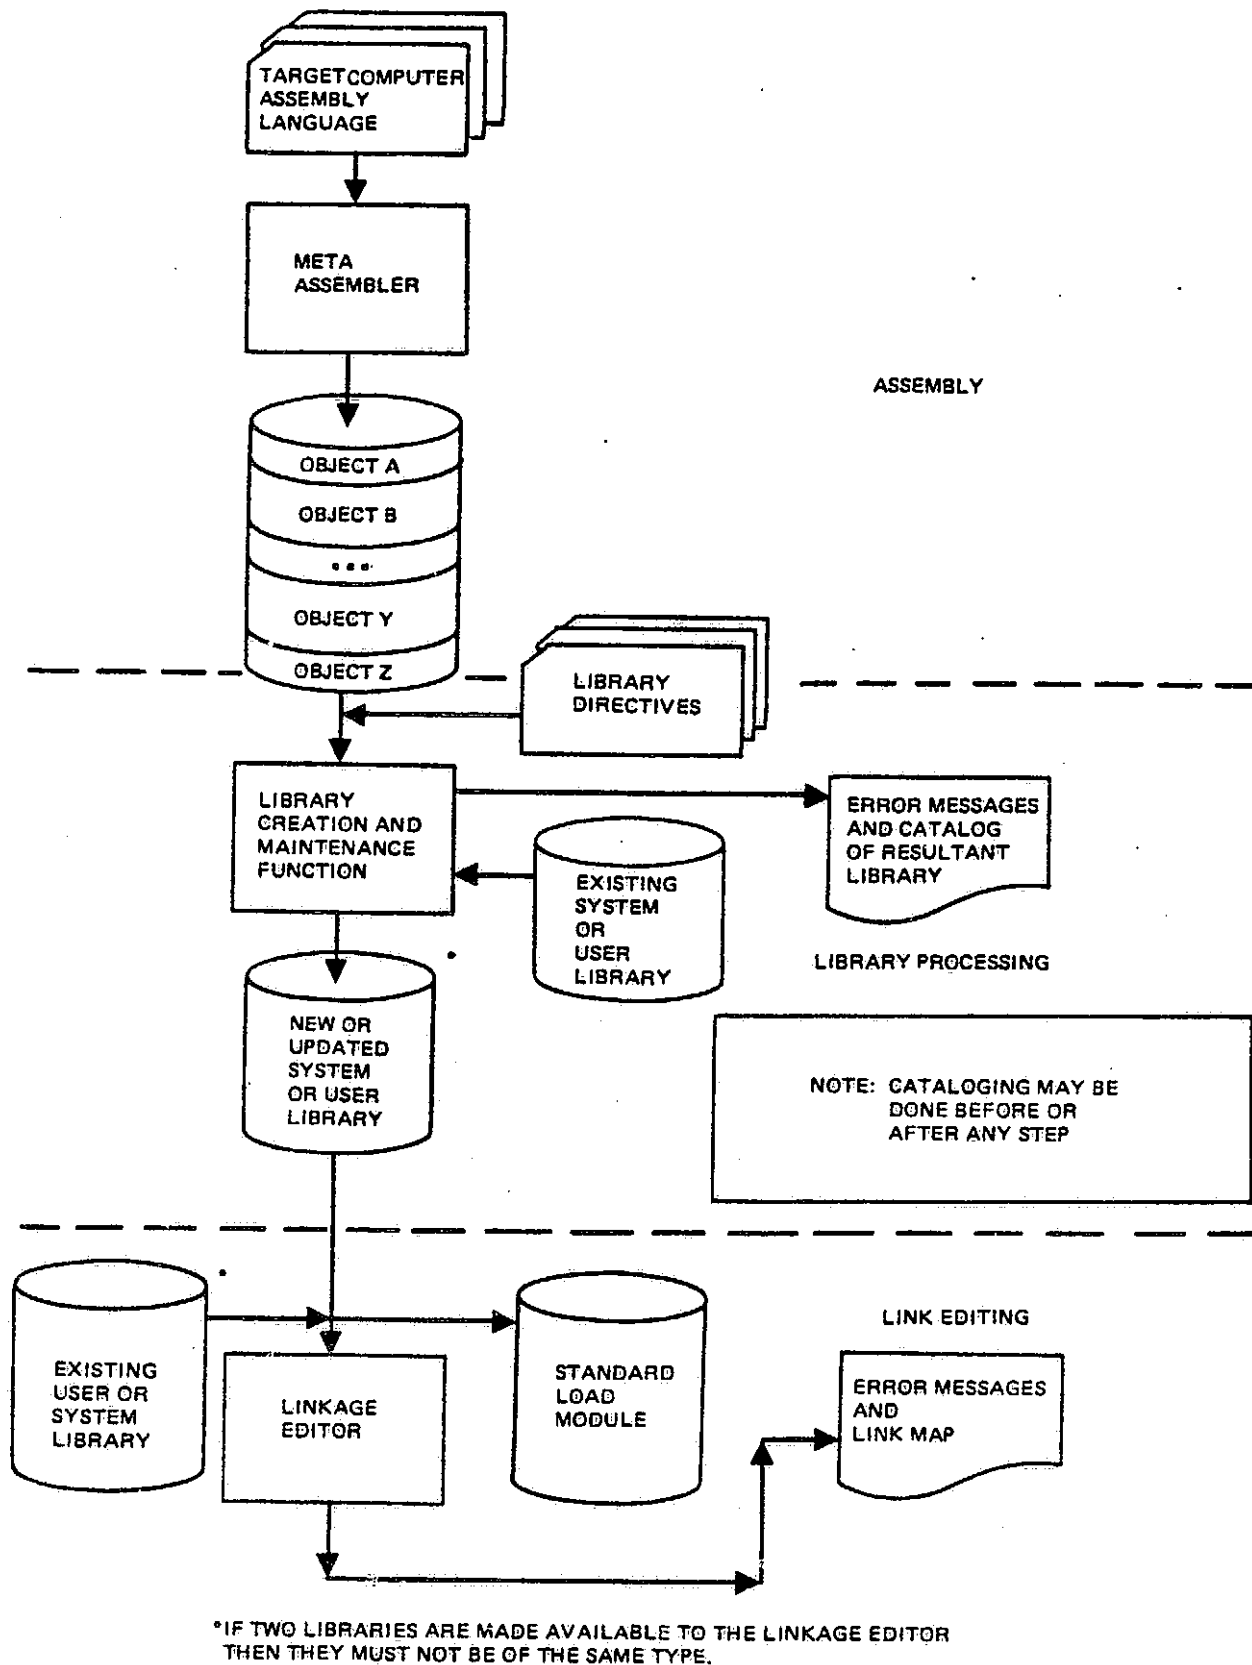 TARGET COMPUTER
ASSEMBLY
LANGUAGE
META
ASSEMBLER
ASSEMBLY
OBJECT A
OBJECT B
...
OBJECT Y
OBJECT Z
LIBRARY
DIRECTIVES
LIBRARY
CREATION AND
MAINTENANCE
FUNCTION
ERROR MESSAGES
AND CATALOG
OF RESULTANT
LIBRARY
EXISTING
SYSTEM
OR
USER
LIBRARY
LIBRARY PROCESSING
*
NEW OR
UPDATED
SYSTEM
OR USER
LIBRARY
NOTE: CATALOGING MAY BE
DONE BEFORE OR
AFTER ANY STEP
*
EXISTING
USER OR
SYSTEM
LIBRARY
LINKAGE
EDITOR
STANDARD
LOAD
MODULE
LINK EDITING
ERROR MESSAGES
AND
LINK MAP
*IF TWO LIBRARIES ARE MADE AVAILABLE TO THE LINKAGE EDITOR
THEN THEY MUST NOT BE OF THE SAME TYPE.